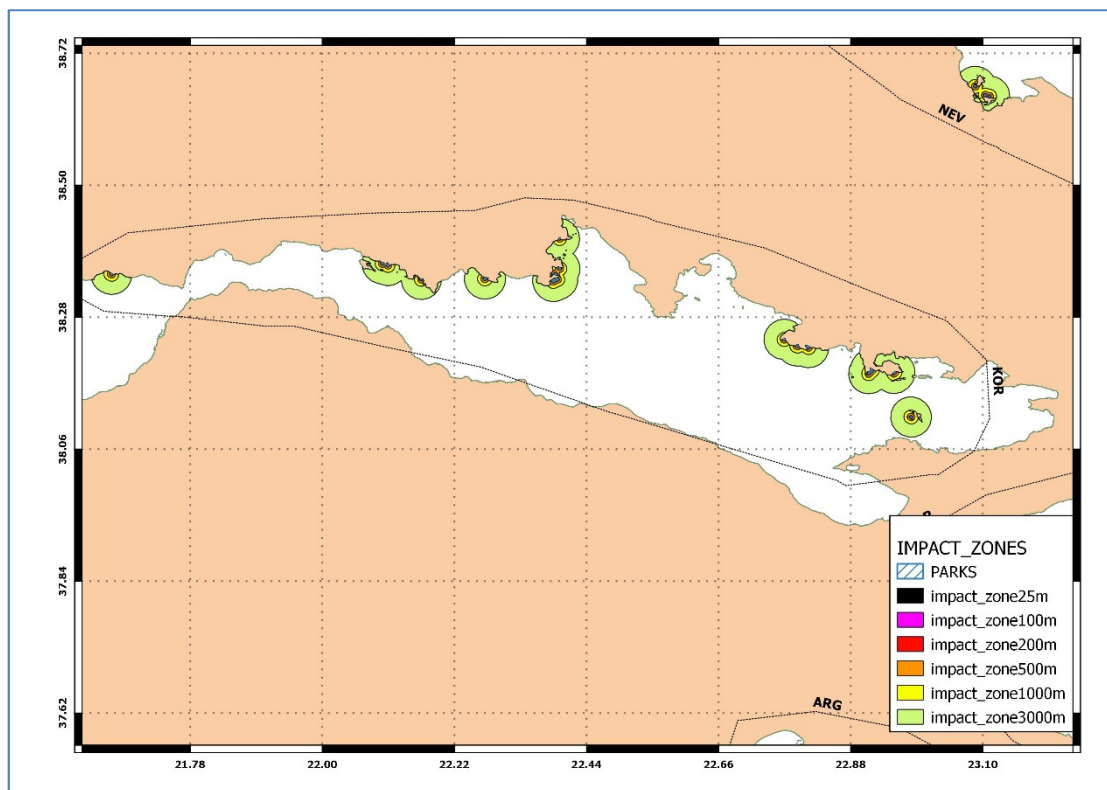 38.72
38.50
38.28
38.06
37.84
37.62
NEV
KOR
ARG
IMPACT_ZONES
PARKS
impact_zone25m
impact_zone100m
impact_zone200m
impact_zone500m
impact_zone1000m
impact_zone3000m
21.78 22.00 22.22 22.44 22.66 22.88 23.10